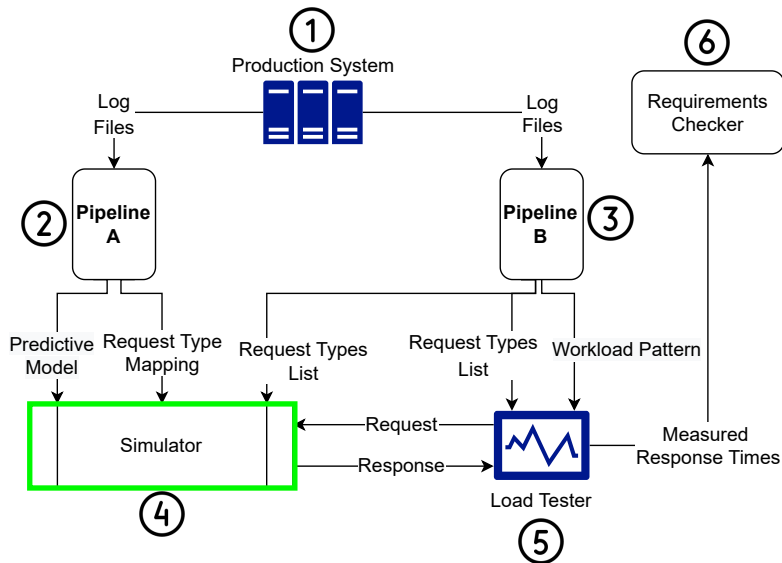 1
Production System
6
Requirements
Checker
Log
Files
Log
Files
2
Pipeline
A
Pipeline
B
3
Predictive
Model
Request Type
Mapping
Request Types
List
Request Types
List
Workload Pattern
Simulator
Request
Response
Measured
Response Times
Load Tester
4
5